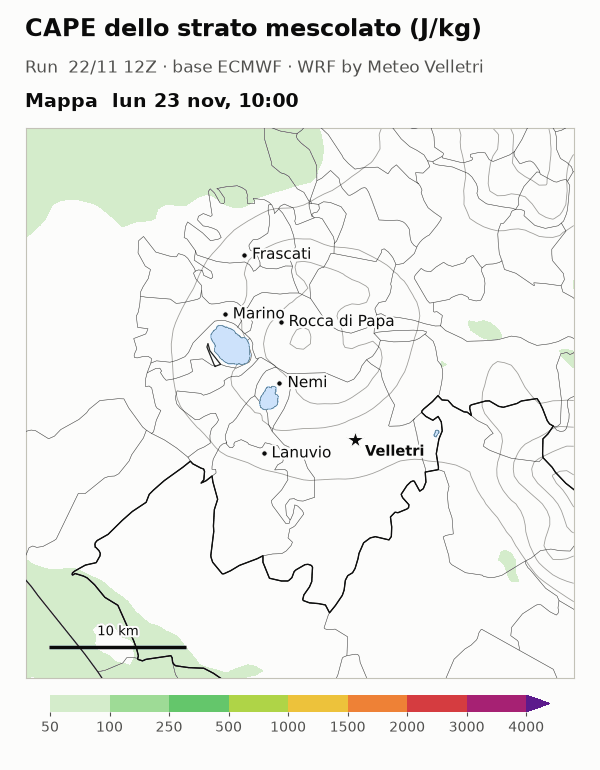 CAPE dello strato mescolato (J/kg)
Run  22/11 12Z · base ECMWF · WRF by Meteo Velletri
Mappa  lun 23 nov, 10:00
Frascati
Marino
Rocca di Papa
Nemi
Velletri
Lanuvio
10 km
50 100 250 500 1000 1500 2000 3000 4000